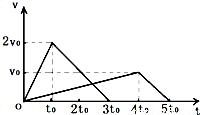 v
2v₀
v₀
O t₀ 2t₀ 3t₀ 4t₀ 5t₀ t